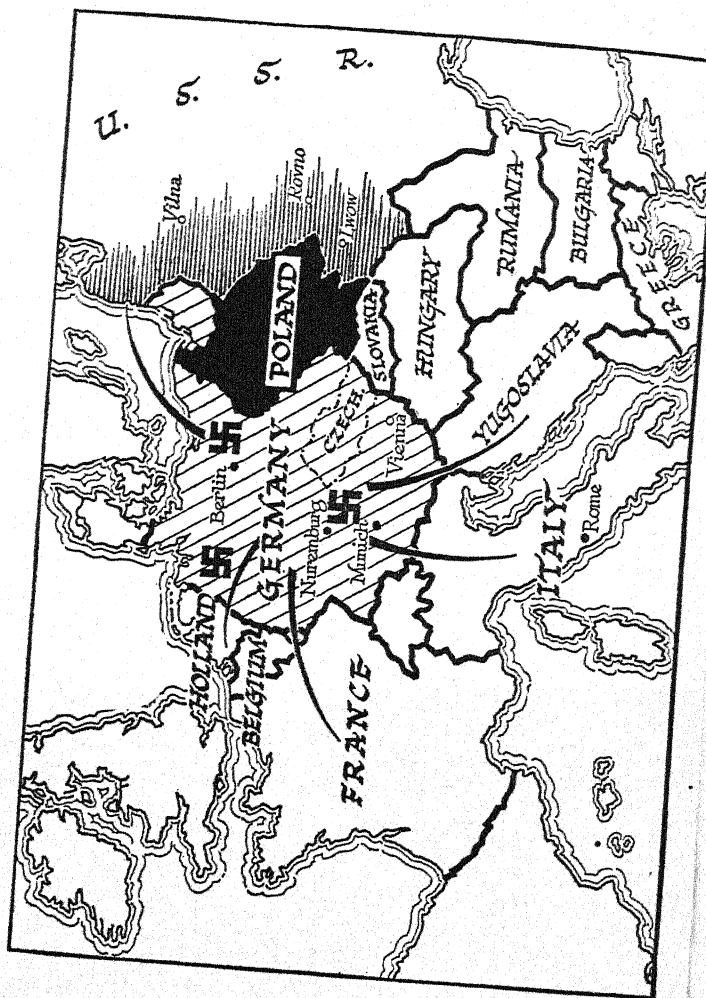 U. S. S. R.
Vilna
Rovno
Lwow
POLAND
SLOVAKIA
HUNGARY
RUMANIA
BULGARIA
GREECE
YUGOSLAVIA
CZECH.
Vienna
Berlin
GERMANY
Nuremburg
Munich
HOLLAND
BELGIUM
FRANCE
ITALY
Rome